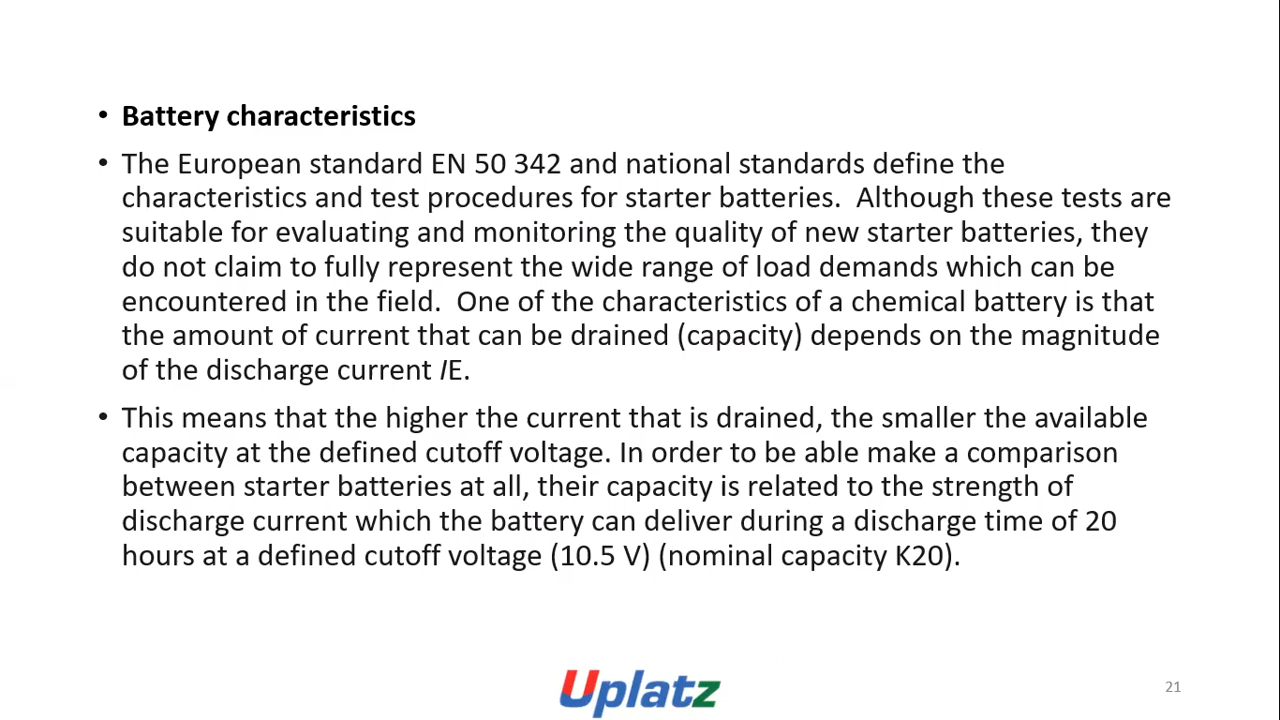 • Battery characteristics
• The European standard EN 50 342 and national standards define the
characteristics and test procedures for starter batteries.  Although these tests are
suitable for evaluating and monitoring the quality of new starter batteries, they
do not claim to fully represent the wide range of load demands which can be
encountered in the field.  One of the characteristics of a chemical battery is that
the amount of current that can be drained (capacity) depends on the magnitude
of the discharge current IE.
• This means that the higher the current that is drained, the smaller the available
capacity at the defined cutoff voltage. In order to be able make a comparison
between starter batteries at all, their capacity is related to the strength of
discharge current which the battery can deliver during a discharge time of 20
hours at a defined cutoff voltage (10.5 V) (nominal capacity K20).
Uplatz
21